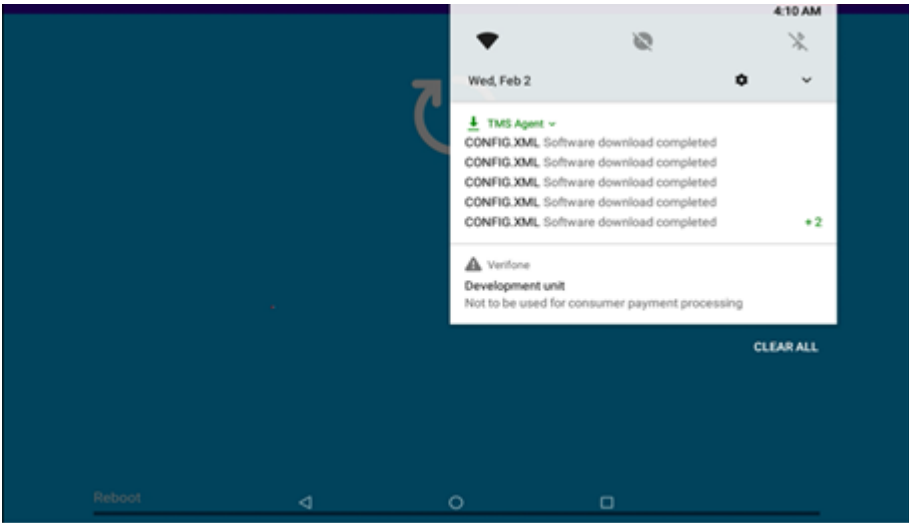 4:10 AM
Wed, Feb 2
TMS Agent
CONFIG.XML Software download completed
CONFIG.XML Software download completed
CONFIG.XML Software download completed
CONFIG.XML Software download completed
CONFIG.XML Software download completed +2
Verifone
Development unit
Not to be used for consumer payment processing
CLEAR ALL
Reboot